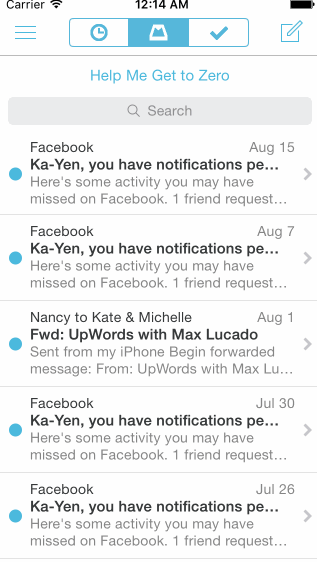 Carrier 12:14 AM
Help Me Get to Zero
Search
Facebook Aug 15
Ka-Yen, you have notifications pe...
Here's some activity you may have
missed on Facebook. 1 friend request...
Facebook Aug 7
Ka-Yen, you have notifications pe...
Here's some activity you may have
missed on Facebook. 1 friend request...
Nancy to Kate & Michelle Aug 1
Fwd: UpWords with Max Lucado
Sent from my iPhone Begin forwarded
message: From: UpWords with Max Lu...
Facebook Jul 30
Ka-Yen, you have notifications pe...
Here's some activity you may have
missed on Facebook. 1 friend request...
Facebook Jul 26
Ka-Yen, you have notifications pe...
Here's some activity you may have
missed on Facebook. 1 friend request...